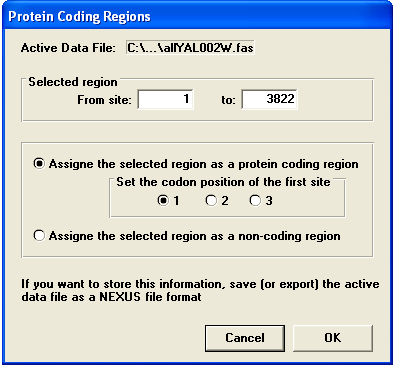 Protein Coding Regions
Active Data File: C:\...\allYAL002W.fas
Selected region
From site: 1 to: 3822
Assigne the selected region as a protein coding region
Set the codon position of the first site
1 2 3
Assigne the selected region as a non-coding region
If you want to store this information, save (or export) the active
data file as a NEXUS file format
Cancel OK